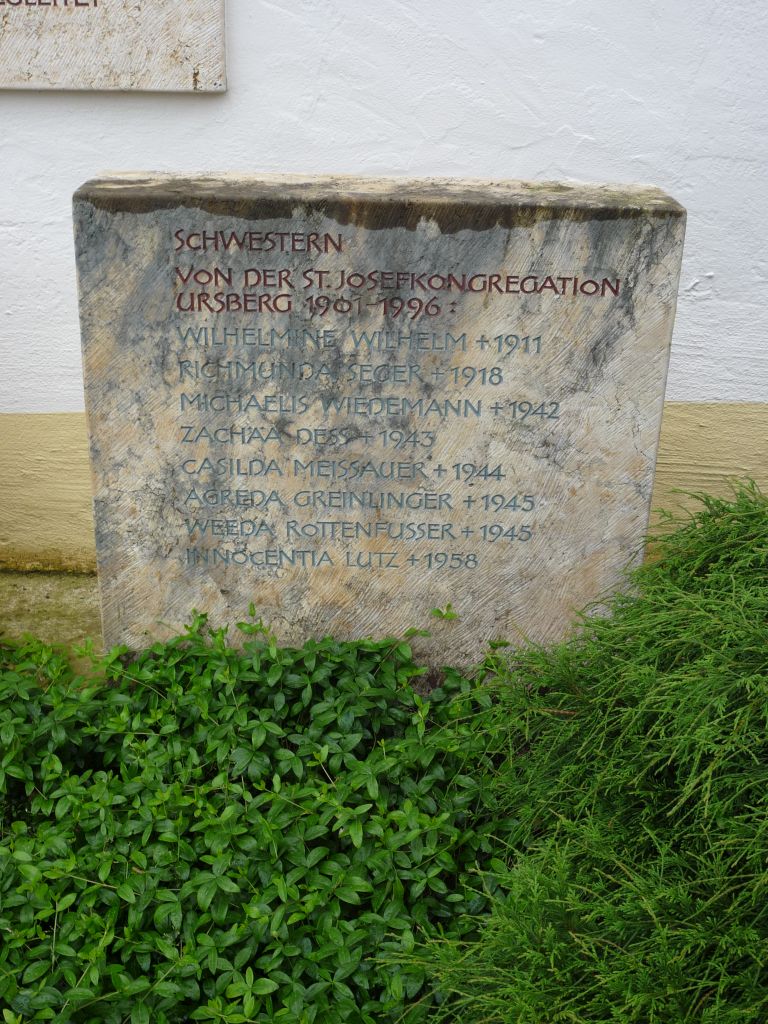 SCHWESTERN
VON DER ST. JOSEFKONGREGATION
URSBERG 1901-1996:
WILHELMINE WILHELM + 1911
RICHMUNDA SEGER + 1918
MICHAELIS WIEDEMANN + 1942
ZACHÄA DESS + 1943
CASILDA MEISSAUER + 1944
AGREDA GREINLINGER + 1945
WEEDA ROTTENFUSSER + 1945
INNOCENTIA LUTZ + 1958